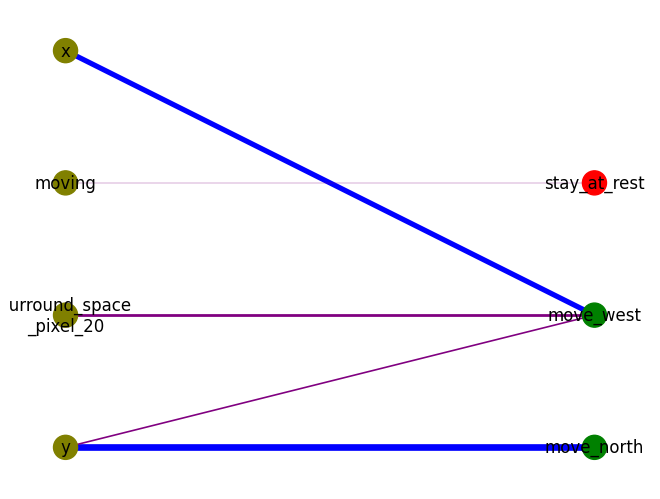 x
moving
stay_at_rest
urround_space
_pixel_20
move_west
y
move_north